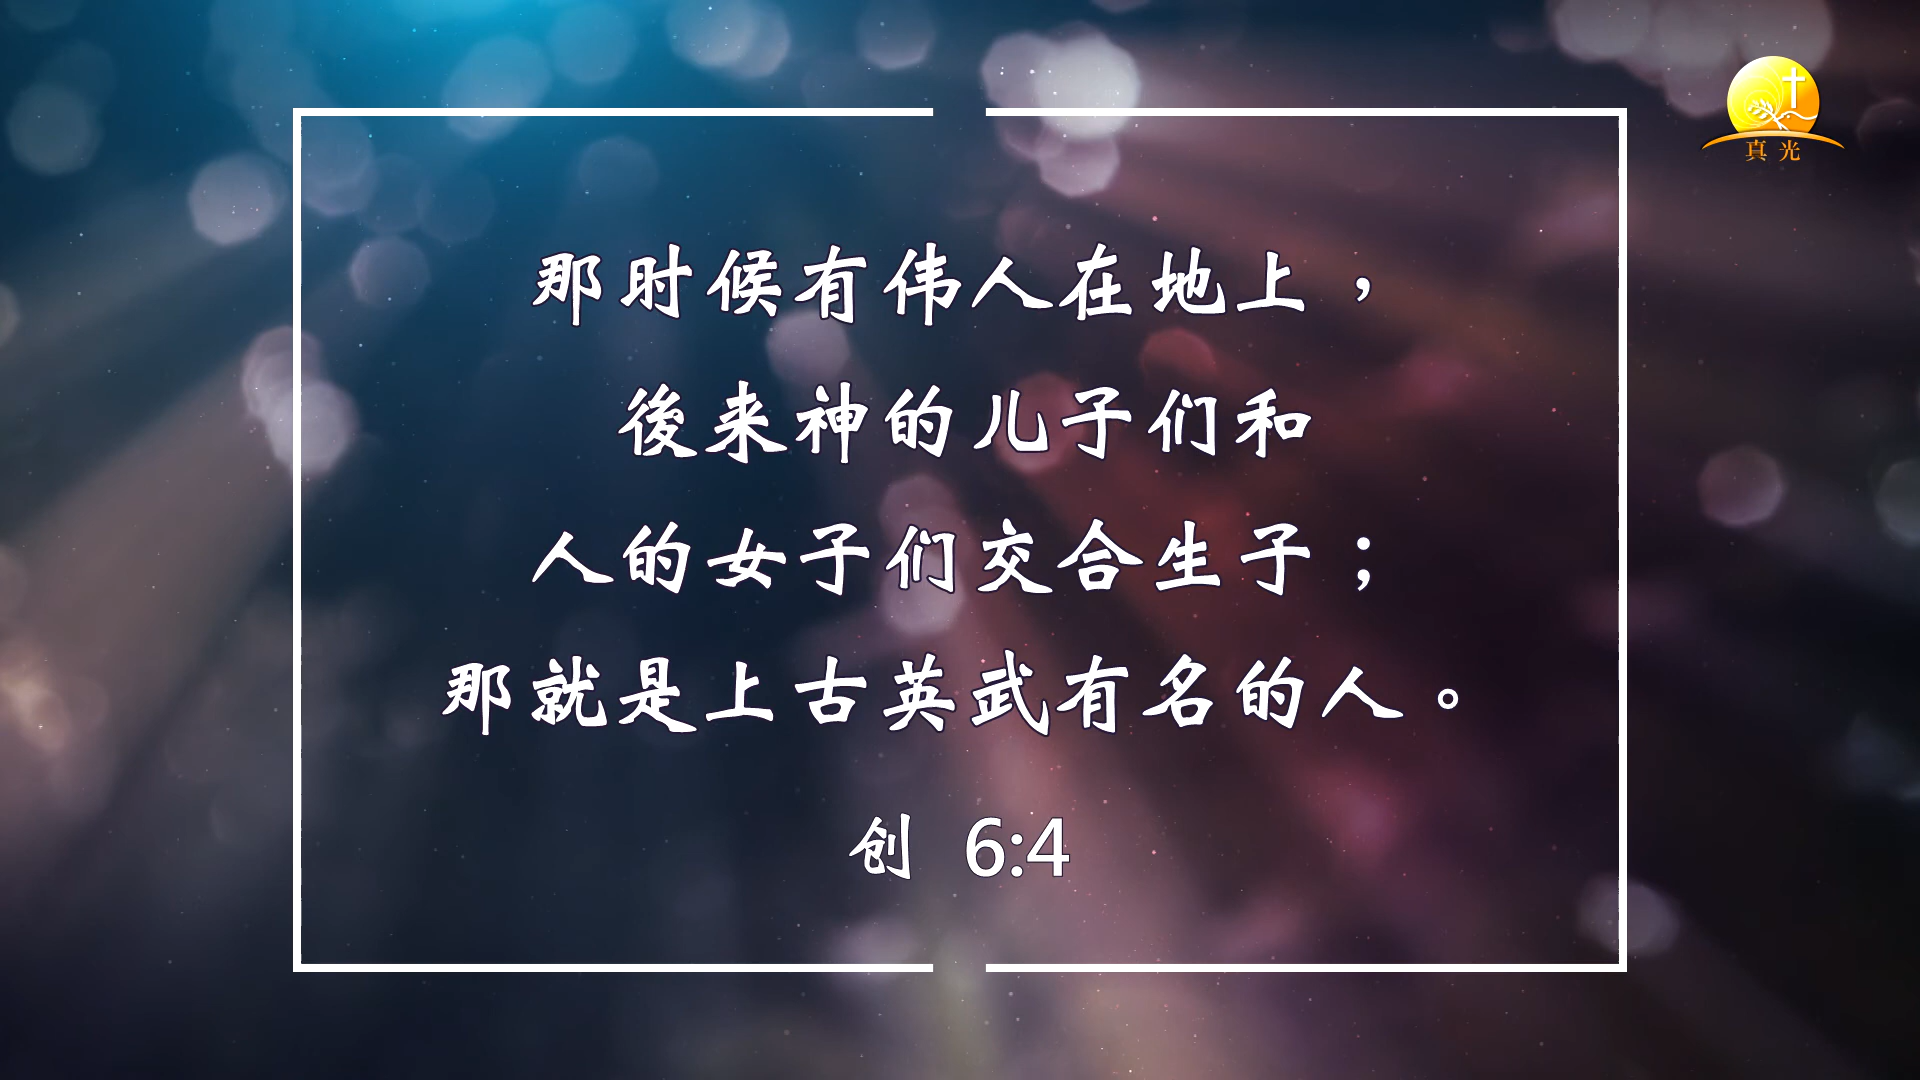 真光
那时候有伟人在地上，
後来神的儿子们和
人的女子们交合生子；
那就是上古英武有名的人。
创 6:4